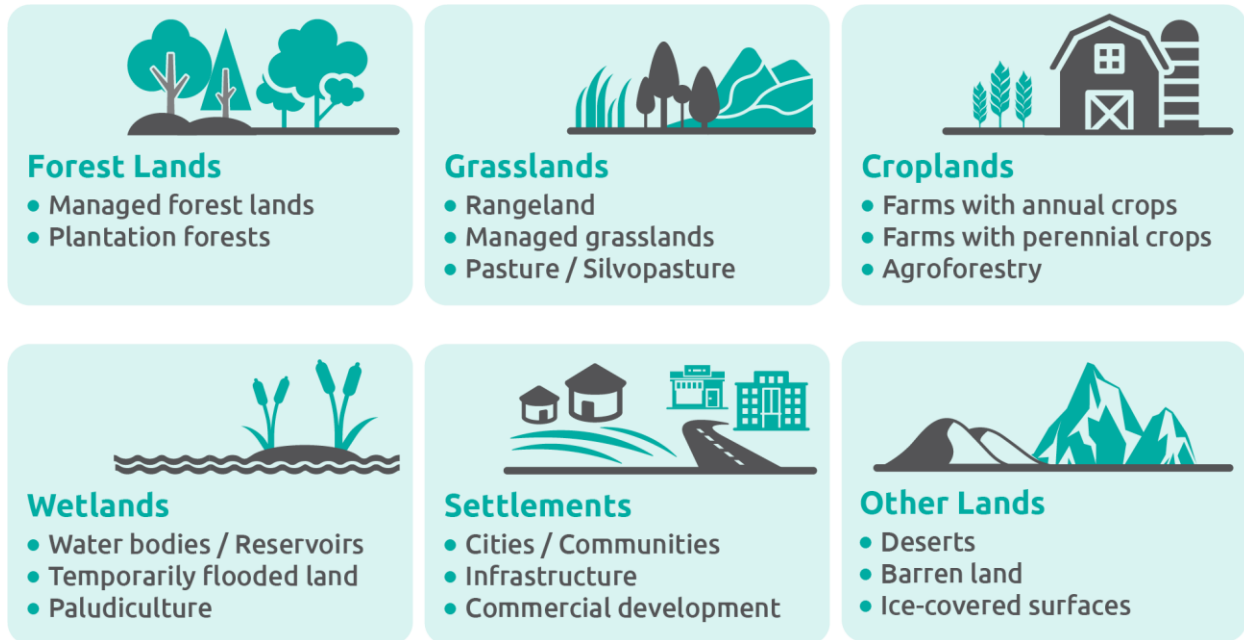 Forest Lands
• Managed forest lands
• Plantation forests
Grasslands
• Rangeland
• Managed grasslands
• Pasture / Silvopasture
Croplands
• Farms with annual crops
• Farms with perennial crops
• Agroforestry
Wetlands
• Water bodies / Reservoirs
• Temporarily flooded land
• Paludiculture
Settlements
• Cities / Communities
• Infrastructure
• Commercial development
Other Lands
• Deserts
• Barren land
• Ice-covered surfaces